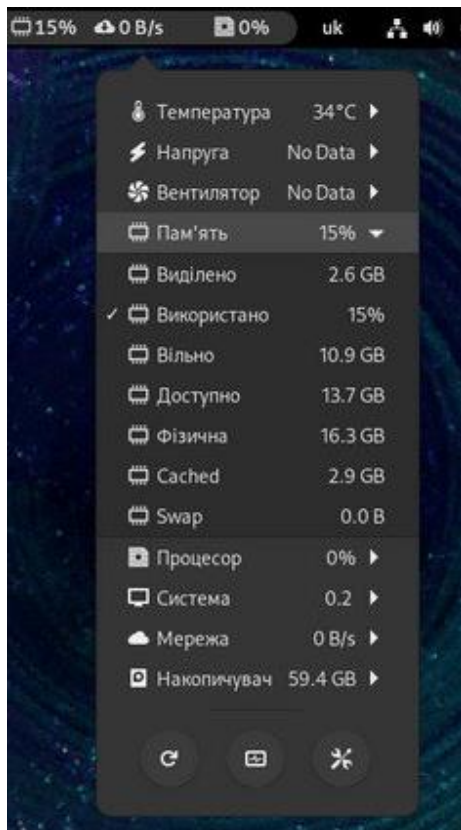 15% 0 B/s 0% uk
Температура 34°C
Напруга No Data
Вентилятор No Data
Пам'ять 15%
Виділено 2.6 GB
Використано 15%
Вільно 10.9 GB
Доступно 13.7 GB
Фізична 16.3 GB
Cached 2.9 GB
Swap 0.0 B
Процесор 0%
Система 0.2
Мережа 0 B/s
Накопичувач 59.4 GB